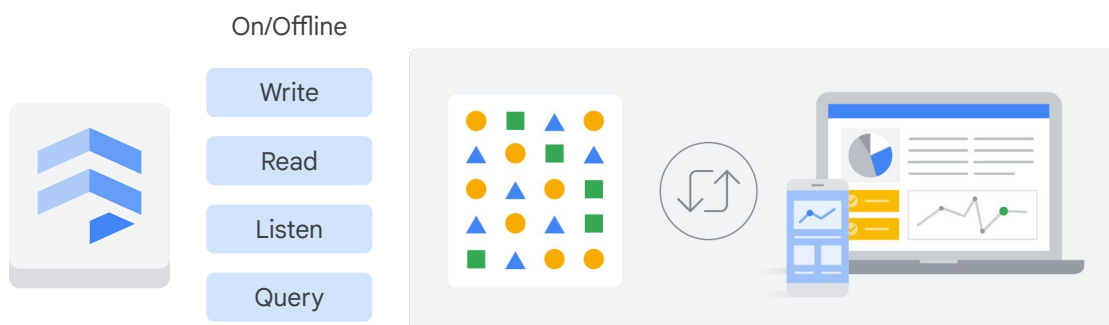 On/Offline
Write
Read
Listen
Query